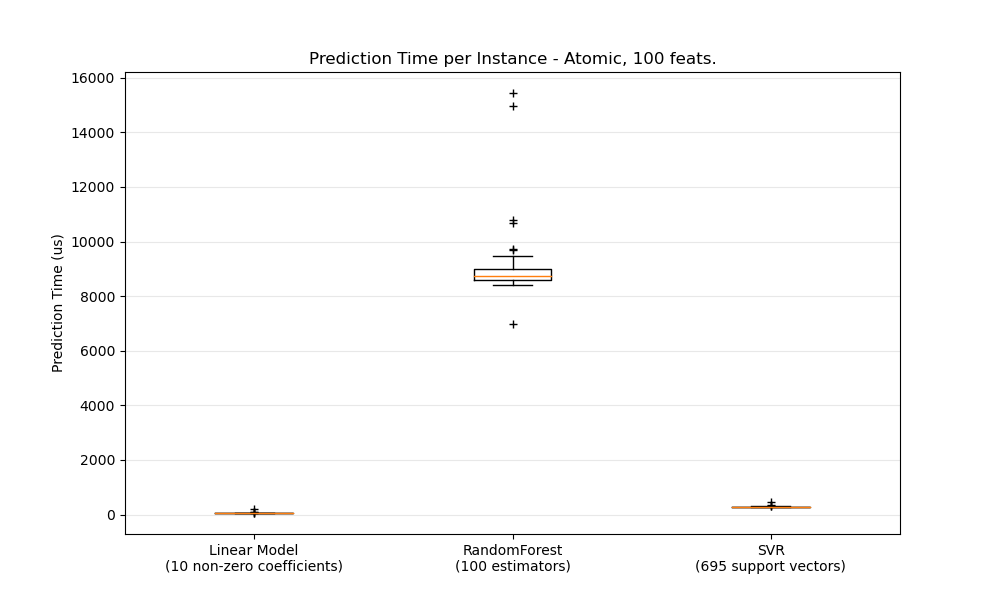 Prediction Time per Instance - Atomic, 100 feats.
16000
14000
12000
10000
8000
6000
4000
2000
0
Prediction Time (us)
Linear Model
(10 non-zero coefficients)
RandomForest
(100 estimators)
SVR
(695 support vectors)